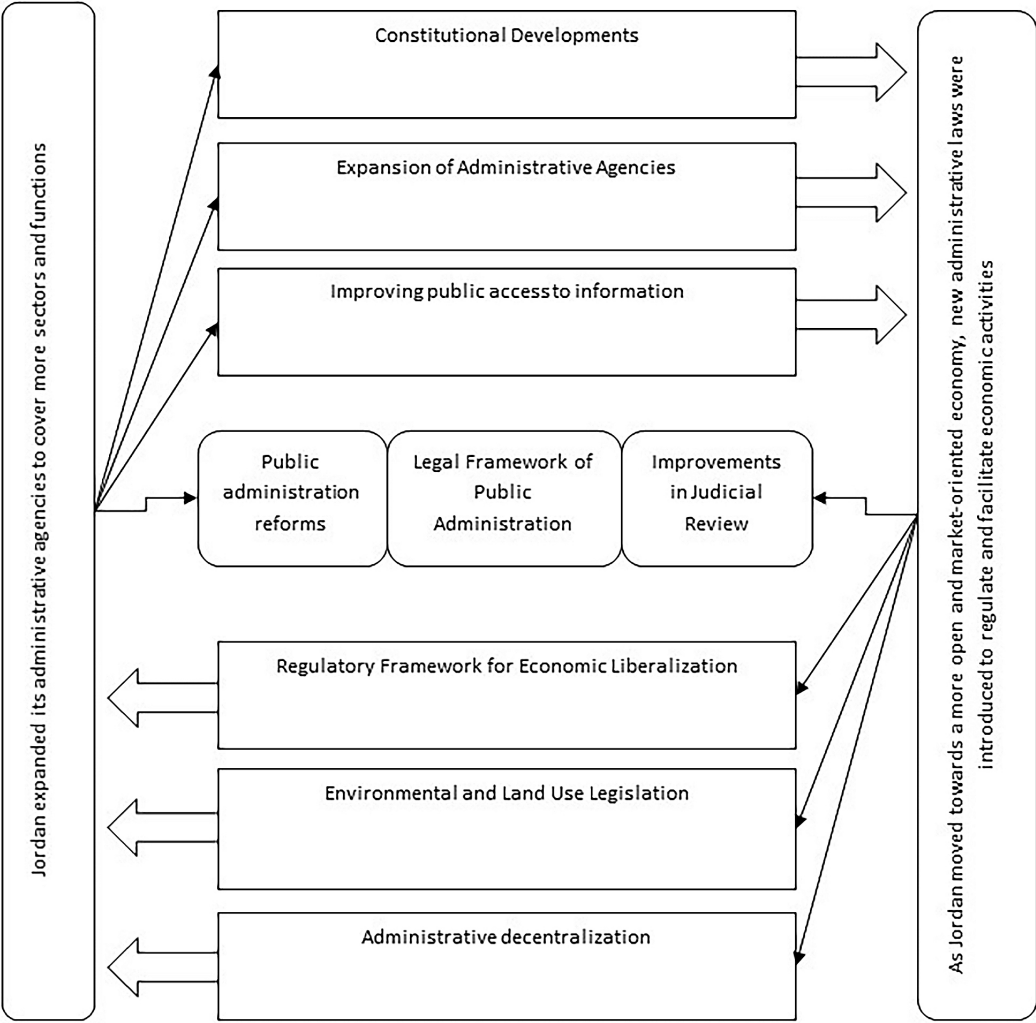 Jordan expanded its administrative agencies to cover more sectors and functions
Constitutional Developments
Expansion of Administrative Agencies
Improving public access to information
Public
administration
reforms
Legal Framework of
Public
Administration
Improvements
in Judicial
Review
Regulatory Framework for Economic Liberalization
Environmental and Land Use Legislation
Administrative decentralization
As Jordan moved towards a more open and market-oriented economy, new administrative laws were
introduced to regulate and facilitate economic activities